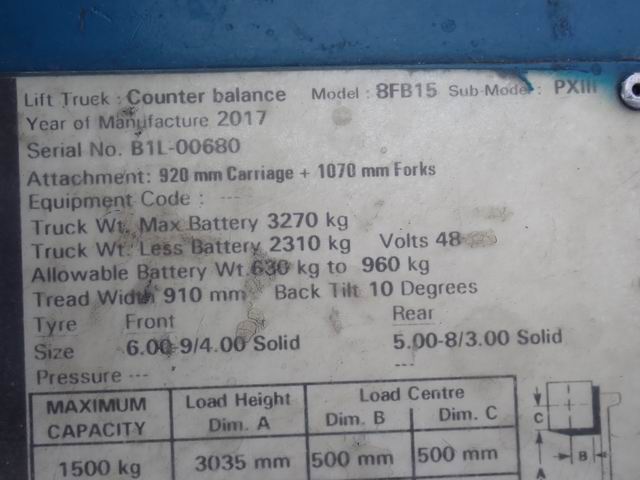 Lift Truck : Counter balance Model : 8FB15 Sub-Model : PXIII
Year of Manufacture 2017
Serial No. B1L-00680
Attachment: 920 mm Carriage + 1070 mm Forks
Equipment Code : ---
Truck Wt. Max Battery 3270 kg
Truck Wt. Less Battery 2310 kg Volts 48
Allowable Battery Wt. 630 kg to 960 kg
Tread Width 910 mm Back Tilt 10 Degrees
Tyre Front Rear
Size 6.00-9/4.00 Solid 5.00-8/3.00 Solid
Pressure --- ---
MAXIMUM CAPACITY Load Height Dim. A Load Centre Dim. B Dim. C
1500 kg 3035 mm 500 mm 500 mm
C
B
A